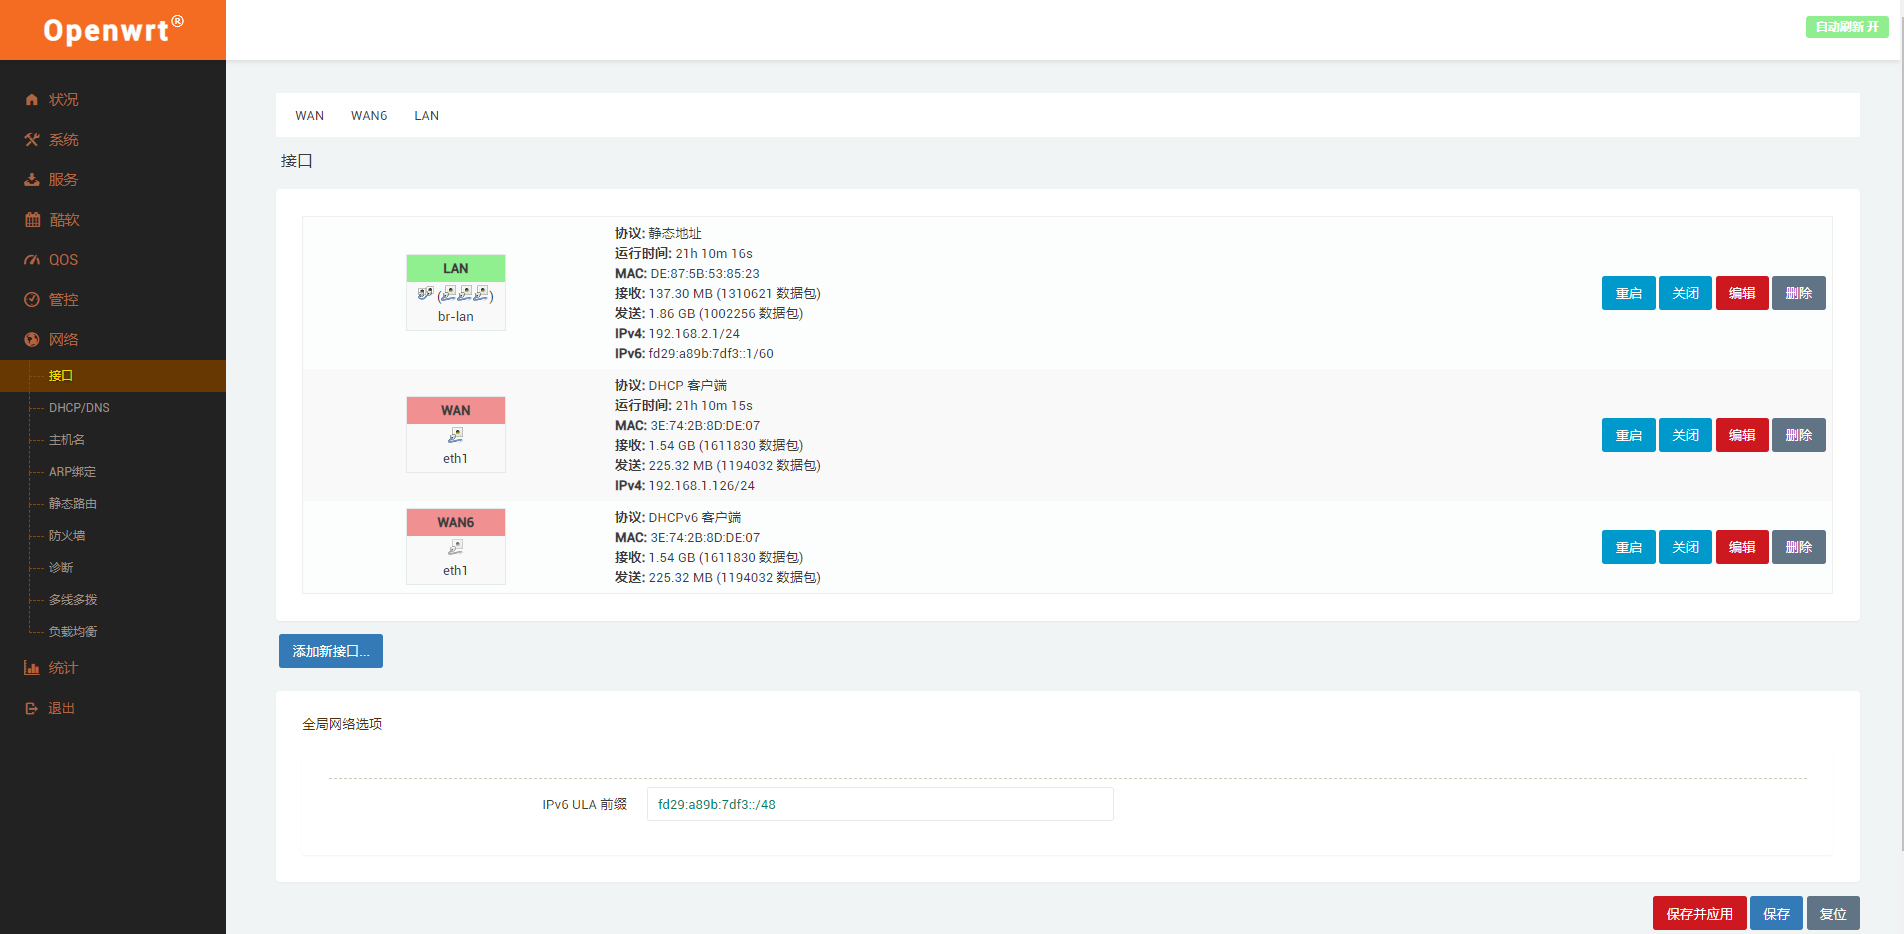 Openwrt®
自动刷新 开
状况
系统
服务
酷软
QOS
管控
网络
接口
DHCP/DNS
主机名
ARP绑定
静态路由
防火墙
诊断
多线多拨
负载均衡
统计
退出
WAN WAN6 LAN
接口
LAN
( )
br-lan
协议: 静态地址
运行时间: 21h 10m 16s
MAC: DE:87:5B:53:85:23
接收: 137.30 MB (1310621 数据包)
发送: 1.86 GB (1002256 数据包)
IPv4: 192.168.2.1/24
IPv6: fd29:a89b:7df3::1/60
重启 关闭 编辑 删除
WAN
eth1
协议: DHCP 客户端
运行时间: 21h 10m 15s
MAC: 3E:74:2B:8D:DE:07
接收: 1.54 GB (1611830 数据包)
发送: 225.32 MB (1194032 数据包)
IPv4: 192.168.1.126/24
重启 关闭 编辑 删除
WAN6
eth1
协议: DHCPv6 客户端
MAC: 3E:74:2B:8D:DE:07
接收: 1.54 GB (1611830 数据包)
发送: 225.32 MB (1194032 数据包)
重启 关闭 编辑 删除
添加新接口...
全局网络选项
IPv6 ULA 前缀 fd29:a89b:7df3::/48
保存并应用 保存 复位